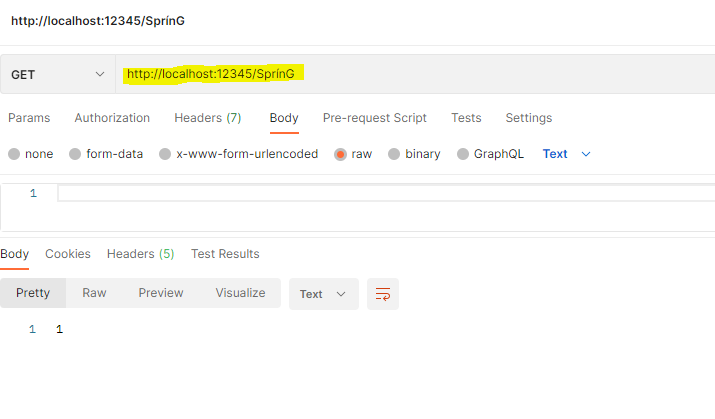 http://localhost:12345/SprínG
GET http://localhost:12345/SprínG
Params Authorization Headers (7) Body Pre-request Script Tests Settings
none form-data x-www-form-urlencoded raw binary GraphQL Text
1
Body Cookies Headers (5) Test Results
Pretty Raw Preview Visualize Text
1 1